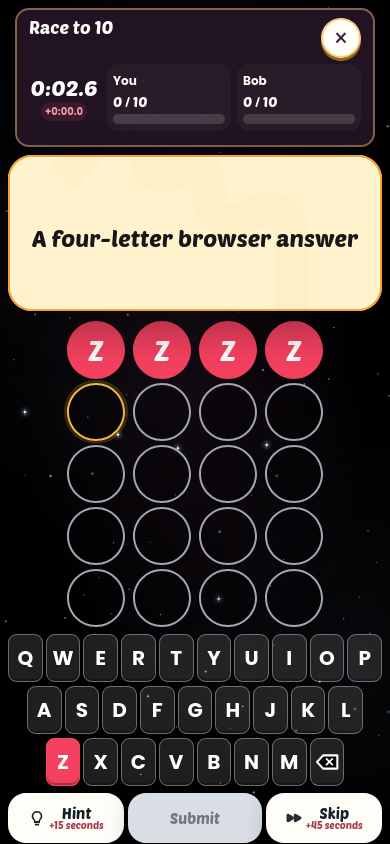 Race to 10
×
0:02.6
+0:00.0
You
0 / 10
Bob
0 / 10
A four-letter browser answer
Z Z Z Z
Q W E R T Y U I O P
A S D F G H J K L
Z X C V B N M
Hint
+15 seconds
Submit
Skip
+45 seconds